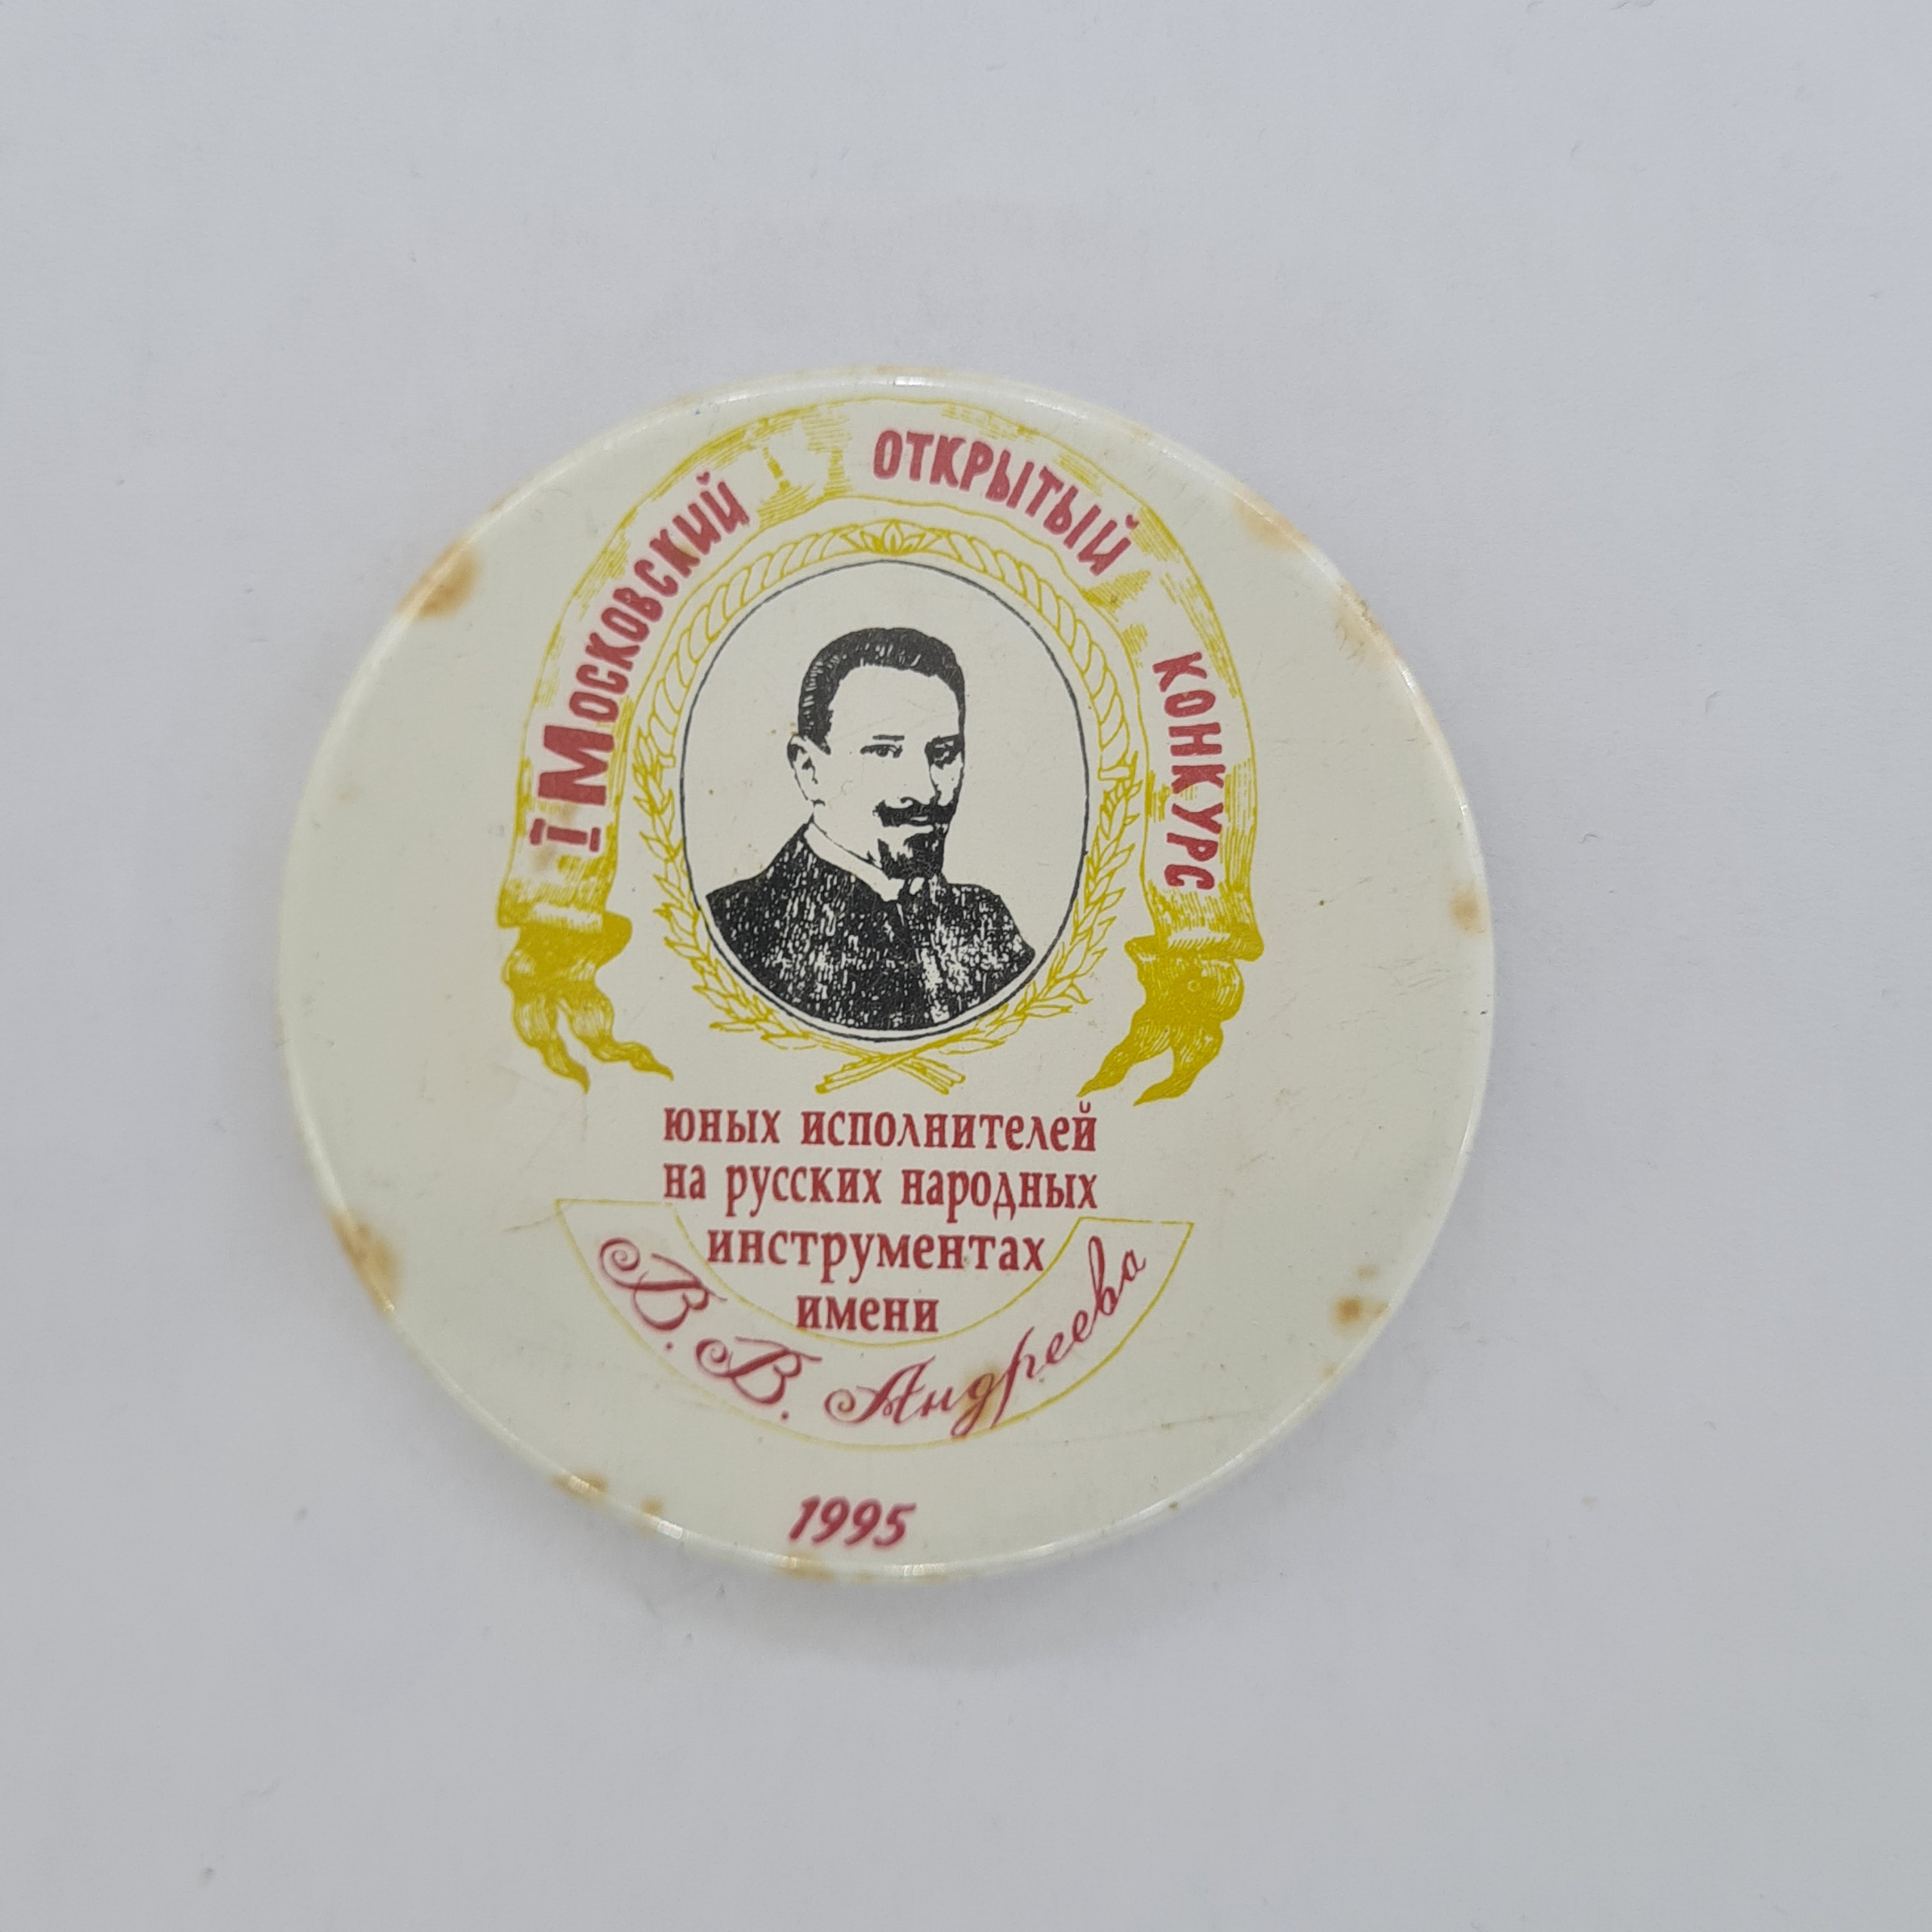 I Московский открытый конкурс
юных исполнителей
на русских народных
инструментах
имени
В. В. Андреева
1995